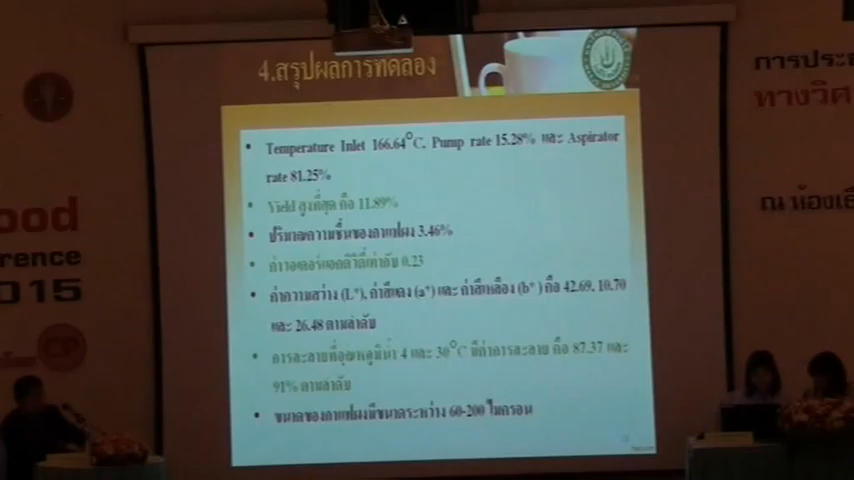 4.สรุปผลการทดลอง
• Temperature Inlet 166.64°C, Pump rate 15.28% และ Aspirator
rate 81.25%
• Yield สูงที่สุด คือ 11.89%
• ปริมาณความชื้นของกาแฟผง 3.46%
• ค่าวอเตอร์แอคติวิตี้เท่ากับ 0.23
• ค่าความสว่าง (L*), ค่าสีแดง (a*) และ ค่าสีเหลือง (b*) คือ 42.69, 10.70
และ 26.48 ตามลำดับ
• การละลายที่อุณหภูมิน้ำ 4 และ 30°C มีค่าการละลาย คือ 87.37 และ
91% ตามลำดับ
• ขนาดของกาแฟผงมีขนาดระหว่าง 60-200 ไมครอน
ood
rence
015
CP
การประ
ทางวิศ
ณ ห้อง